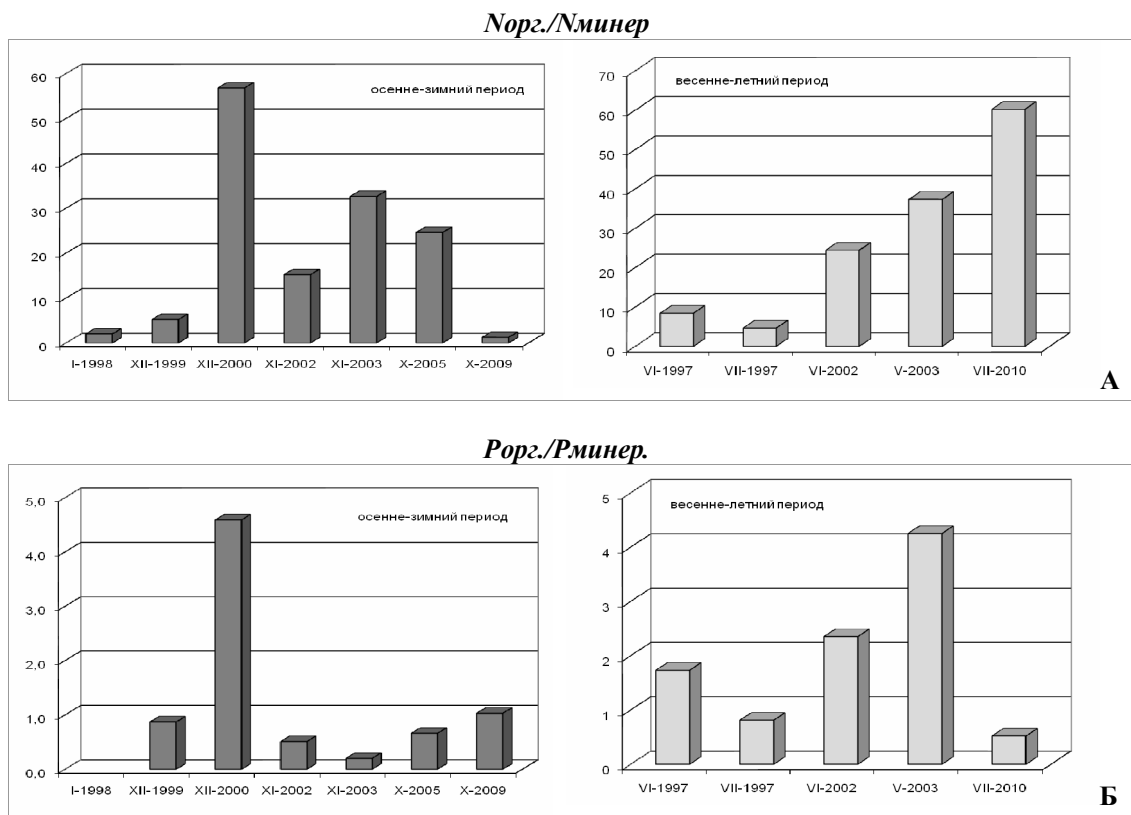 Nорг./Nминер
60
50
40
30
20
10
0
осенне-зимний период
I-1998 XII-1999 XII-2000 XI-2002 XI-2003 X-2005 X-2009
70
60
50
40
30
20
10
0
весенне-летний период
VI-1997 VII-1997 VI-2002 V-2003 VII-2010
А
Pорг./Pминер.
5,0
4,0
3,0
2,0
1,0
0,0
осенне-зимний период
I-1998 XII-1999 XII-2000 XI-2002 XI-2003 X-2005 X-2009
5
4
3
2
1
0
весенне-летний период
VI-1997 VII-1997 VI-2002 V-2003 VII-2010
Б